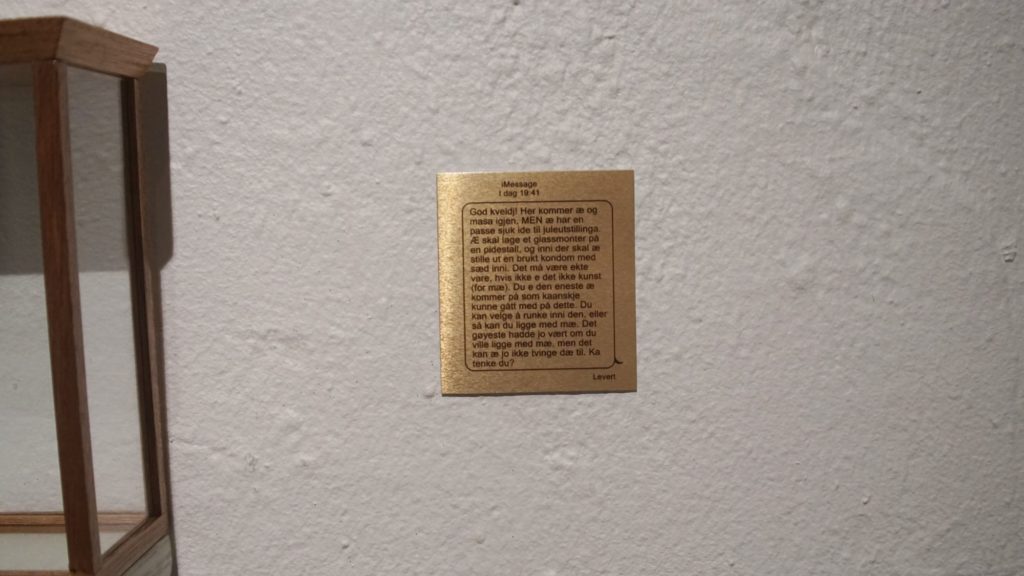 iMessage
I dag 19:41
God kveldj! Her kommer æ og
masa igjen, MEN æ har en
passe sjuk ide til juleutstillinga.
Æ skal lage et glassmonter på
en pidestall, og inni der skal æ
stille ut en brukt kondom med
sæd inni. Det må være ekte
vare, hvis ikke e det ikke kunst
(for mæ). Du e den eneste æ
kommer på som kaanskje
kunne gått med på dette. Du
kan velge å runke inni den, eller
så kan du ligge med mæ. Det
gøyeste hadde jo vært om du
ville ligge med mæ, men det
kan æ jo ikke tvinge dæ til. Ka
tenke du?
Levert